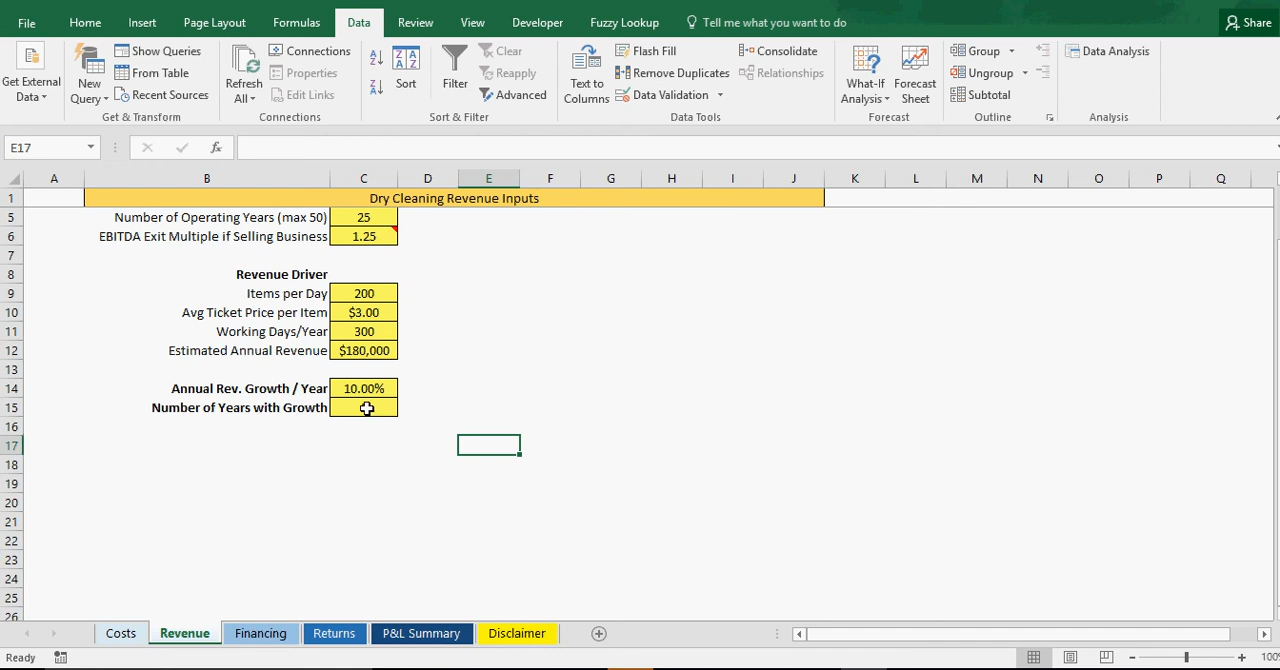 File Home Insert Page Layout Formulas Data Review View Developer Fuzzy Lookup Tell me what you want to do Share
Get External Data
New Query
Show Queries
From Table
Recent Sources
Get & Transform
Refresh All
Connections
Properties
Edit Links
Connections
Sort
Filter
Clear
Reapply
Advanced
Sort & Filter
Text to Columns
Flash Fill
Remove Duplicates
Data Validation
Consolidate
Relationships
Data Tools
What-If Analysis
Forecast Sheet
Forecast
Group
Ungroup
Subtotal
Outline
Data Analysis
Analysis
E17 fx
A B C D E F G H I J K L M N O P Q
1 Dry Cleaning Revenue Inputs
5 Number of Operating Years (max 50) 25
6 EBITDA Exit Multiple if Selling Business 1.25
7
8 Revenue Driver
9 Items per Day 200
10 Avg Ticket Price per Item $3.00
11 Working Days/Year 300
12 Estimated Annual Revenue $180,000
13
14 Annual Rev. Growth / Year 10.00%
15 Number of Years with Growth
16
17
18
19
20
21
22
23
24
25
26
Costs Revenue Financing Returns P&L Summary Disclaimer
Ready 100